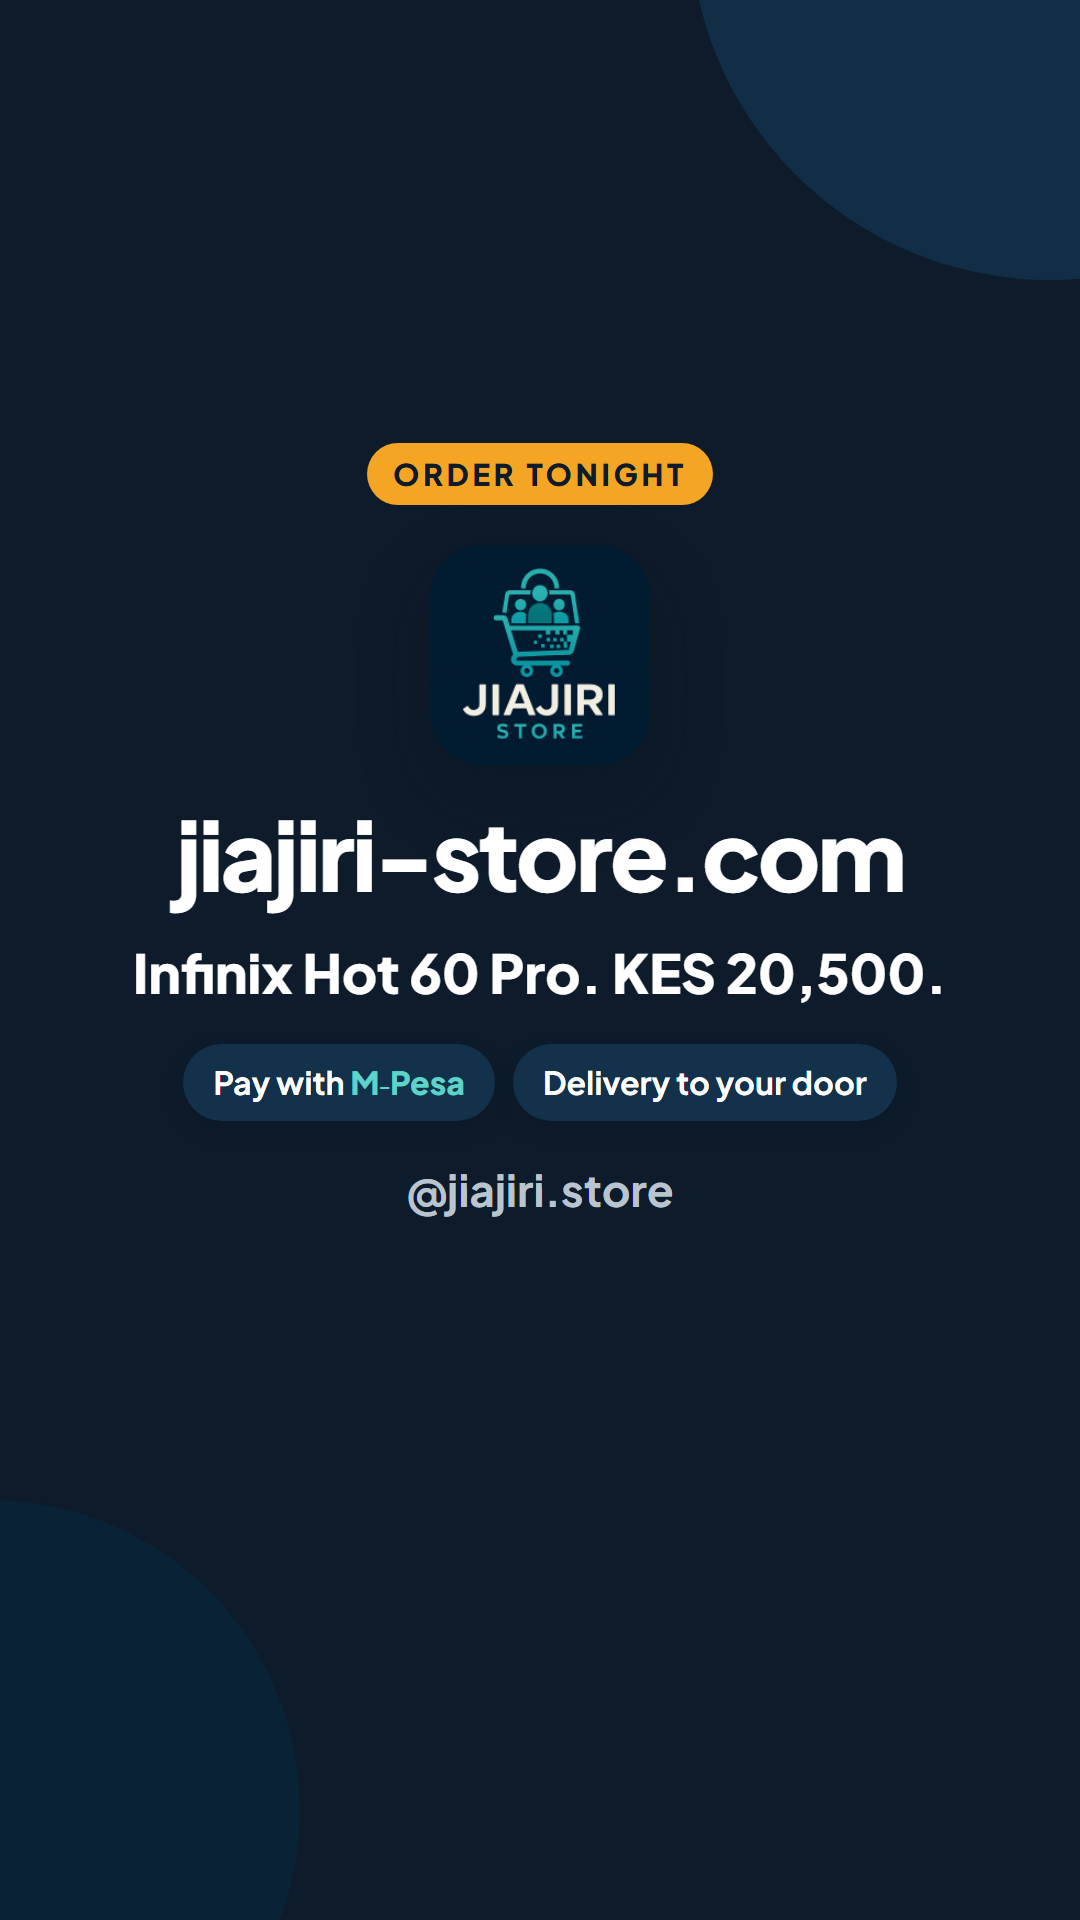 ORDER TONIGHT
JIAJIRI
STORE
jiajiri-store.com
Infinix Hot 60 Pro. KES 20,500.
Pay with M-Pesa
Delivery to your door
@jiajiri.store